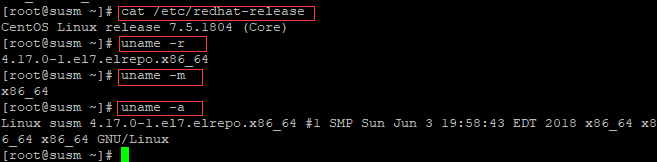 [root@susm ~]# cat /etc/redhat-release
CentOS Linux release 7.5.1804 (Core)
[root@susm ~]# uname -r
4.17.0-1.el7.elrepo.x86_64
[root@susm ~]# uname -m
x86_64
[root@susm ~]# uname -a
Linux susm 4.17.0-1.el7.elrepo.x86_64 #1 SMP Sun Jun 3 19:58:43 EDT 2018 x86_64 x8
6_64 x86_64 GNU/Linux
[root@susm ~]#